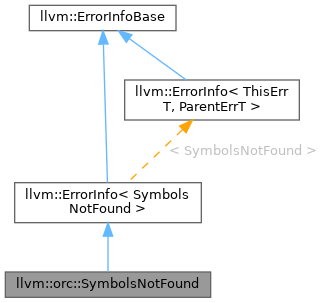 llvm::ErrorInfoBase
llvm::ErrorInfo< ThisErr
T, ParentErrT >
< SymbolsNotFound >
llvm::ErrorInfo< Symbols
NotFound >
llvm::orc::SymbolsNotFound